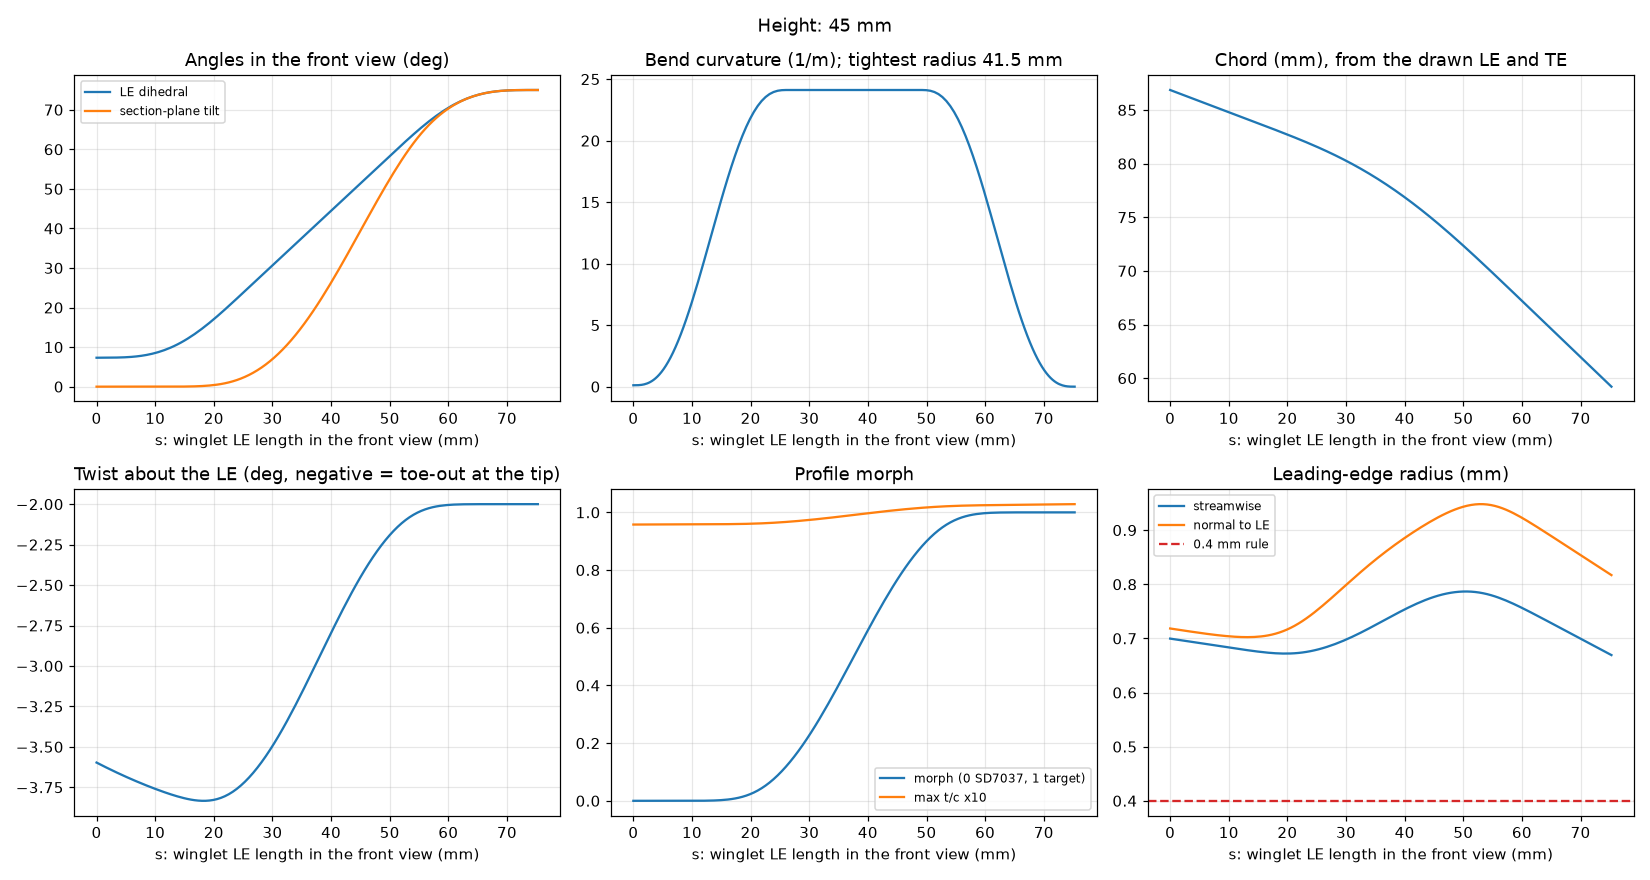 Height: 45 mm
Angles in the front view (deg)
LE dihedral
section-plane tilt
70
60
50
40
30
20
10
0
0 10 20 30 40 50 60 70
s: winglet LE length in the front view (mm)
Bend curvature (1/m); tightest radius 41.5 mm
25
20
15
10
5
0
0 10 20 30 40 50 60 70
s: winglet LE length in the front view (mm)
Chord (mm), from the drawn LE and TE
85
80
75
70
65
60
0 10 20 30 40 50 60 70
s: winglet LE length in the front view (mm)
Twist about the LE (deg, negative = toe-out at the tip)
−2.00
−2.25
−2.50
−2.75
−3.00
−3.25
−3.50
−3.75
0 10 20 30 40 50 60 70
s: winglet LE length in the front view (mm)
Profile morph
1.0
0.8
0.6
0.4
0.2
0.0
morph (0 SD7037, 1 target)
max t/c x10
0 10 20 30 40 50 60 70
s: winglet LE length in the front view (mm)
Leading-edge radius (mm)
streamwise
normal to LE
0.4 mm rule
0.9
0.8
0.7
0.6
0.5
0.4
0 10 20 30 40 50 60 70
s: winglet LE length in the front view (mm)